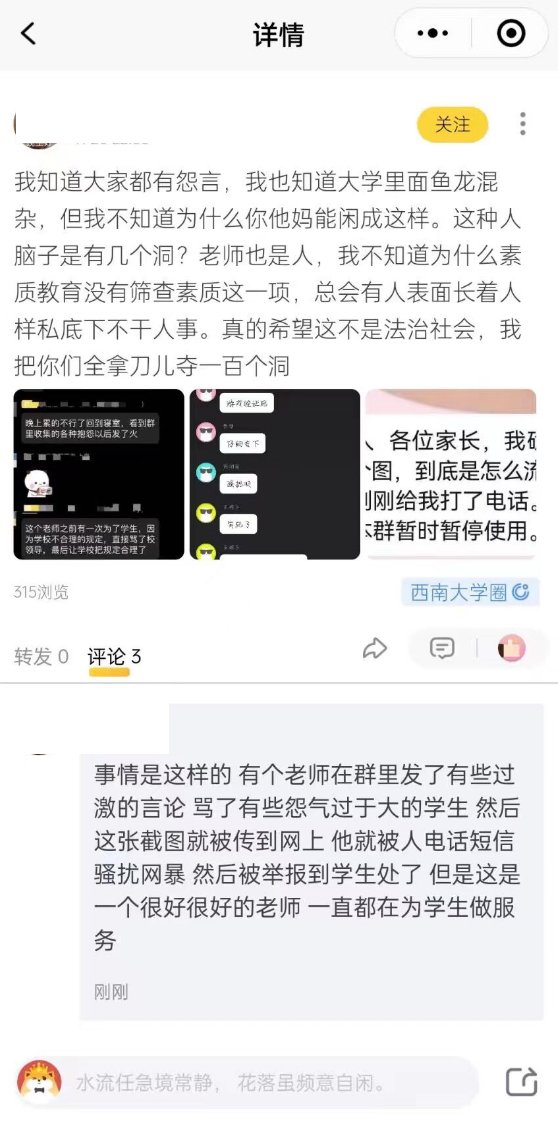 详情
关注
我知道大家都有怨言，我也知道大学里面鱼龙混
杂，但我不知道为什么你他妈能闲成这样。这种人
脑子是有几个洞？老师也是人，我不知道为什么素
质教育没有筛查素质这一项，总会有人表面长着人
样私底下不干人事。真的希望这不是法治社会，我
把你们全拿刀儿夺一百个洞
晚上累的不行了回到寝室，看到群
里收集的各种抱怨以后发了火
这个老师之前有一次为了学生，因
为学校不合理的规定，直接骂了校
领导，最后让学校把规定合理了
、各位家长，我
图，到底是怎么
刚给我打了电话。
本群暂时暂停使用。
315浏览
西南大学圈
转发 0 评论 3
事情是这样的 有个老师在群里发了有些过
激的言论 骂了有些怨气过于大的学生 然后
这张截图就被传到网上 他就被人电话短信
骚扰网暴 然后被举报到学生处了 但是这是
一个很好很好的老师 一直都在为学生做服
务
刚刚
水流任急境常静，花落虽频意自闲。